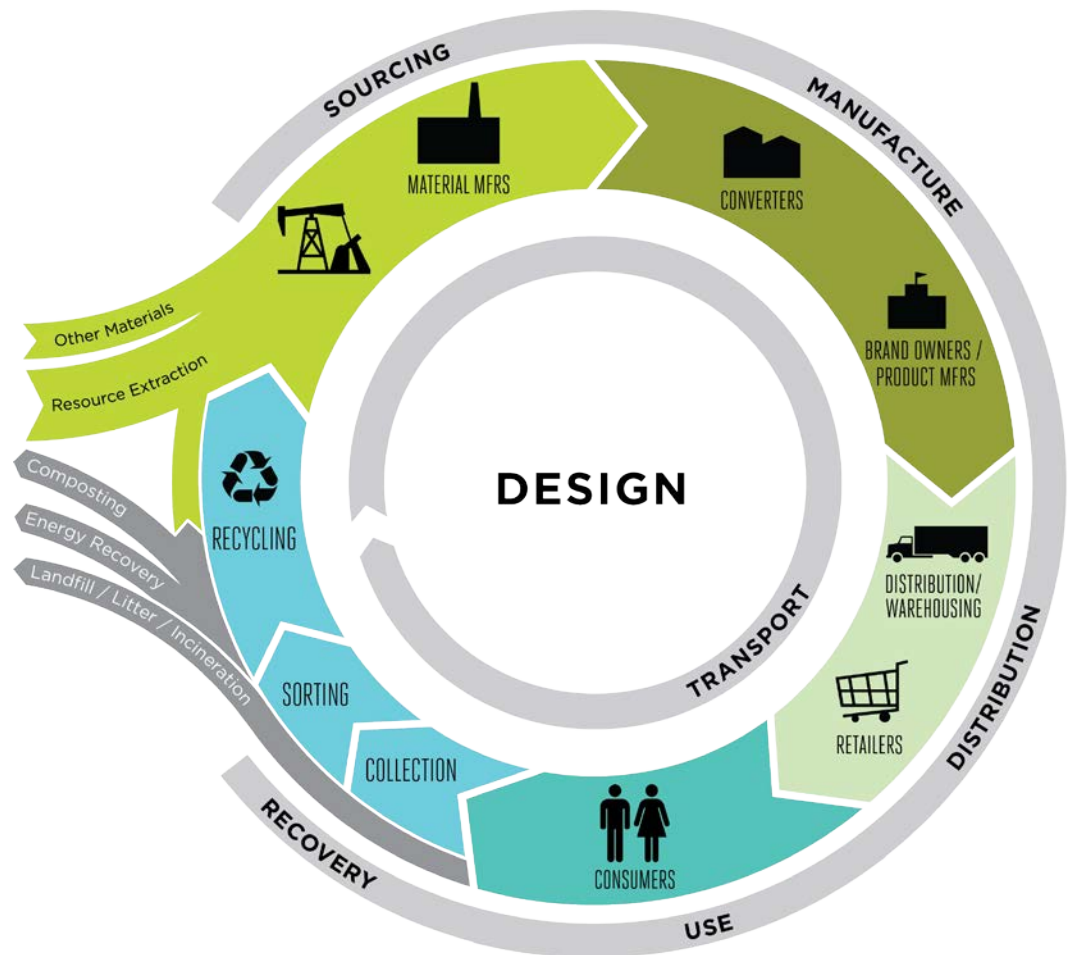 SOURCING
MANUFACTURE
MATERIAL MFRS
CONVERTERS
Other Materials
Resource Extraction
BRAND OWNERS /
PRODUCT MFRS
Composting
Energy Recovery
Landfill / Litter / Incineration
RECYCLING
DESIGN
DISTRIBUTION/
WAREHOUSING
TRANSPORT
DISTRIBUTION
SORTING
RETAILERS
COLLECTION
RECOVERY
CONSUMERS
USE